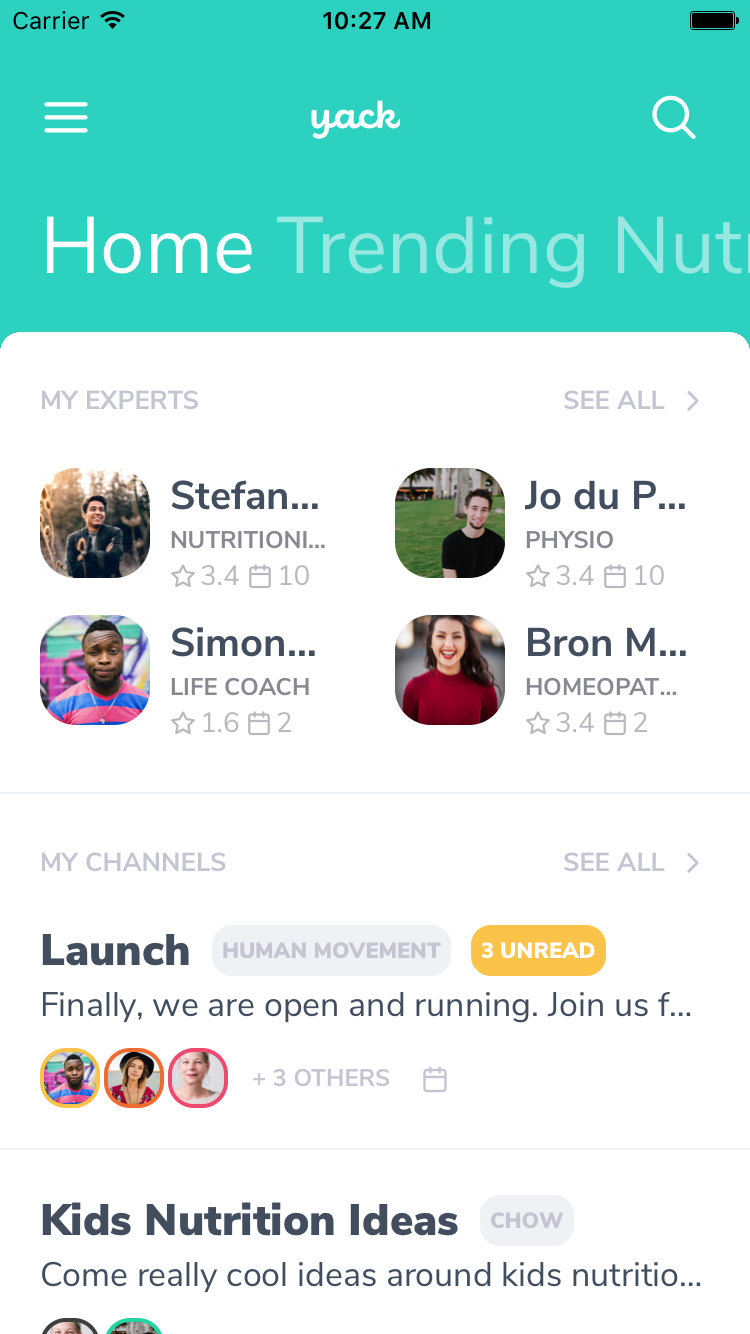 Carrier 10:27 AM
yack
Home Trending Nutr
MY EXPERTS SEE ALL
Stefan... Jo du P...
NUTRITIONI... PHYSIO
3.4 10 3.4 10
Simon... Bron M...
LIFE COACH HOMEOPAT...
1.6 2 3.4 2
MY CHANNELS SEE ALL
Launch HUMAN MOVEMENT 3 UNREAD
Finally, we are open and running. Join us f...
+ 3 OTHERS
Kids Nutrition Ideas CHOW
Come really cool ideas around kids nutritio...